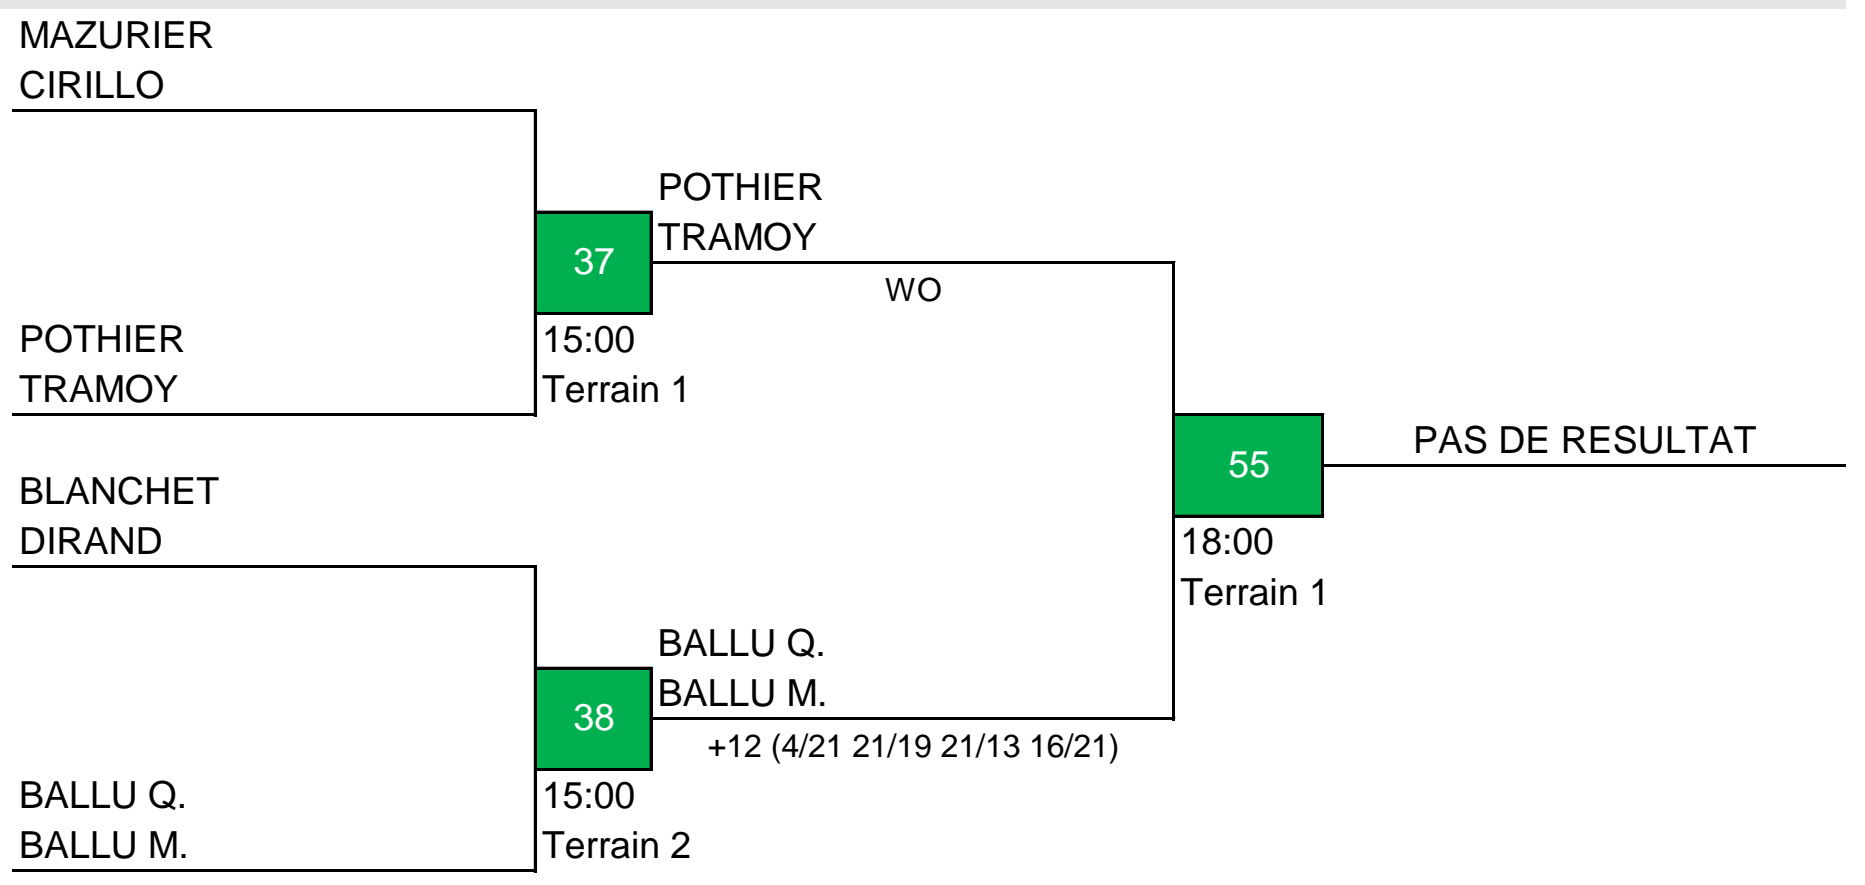 MAZURIER
CIRILLO
POTHIER
TRAMOY
37
WO
POTHIER
TRAMOY
15:00
Terrain 1
PAS DE RESULTAT
55
BLANCHET
DIRAND
18:00
Terrain 1
BALLU Q.
BALLU M.
38
+12 (4/21 21/19 21/13 16/21)
BALLU Q.
BALLU M.
15:00
Terrain 2